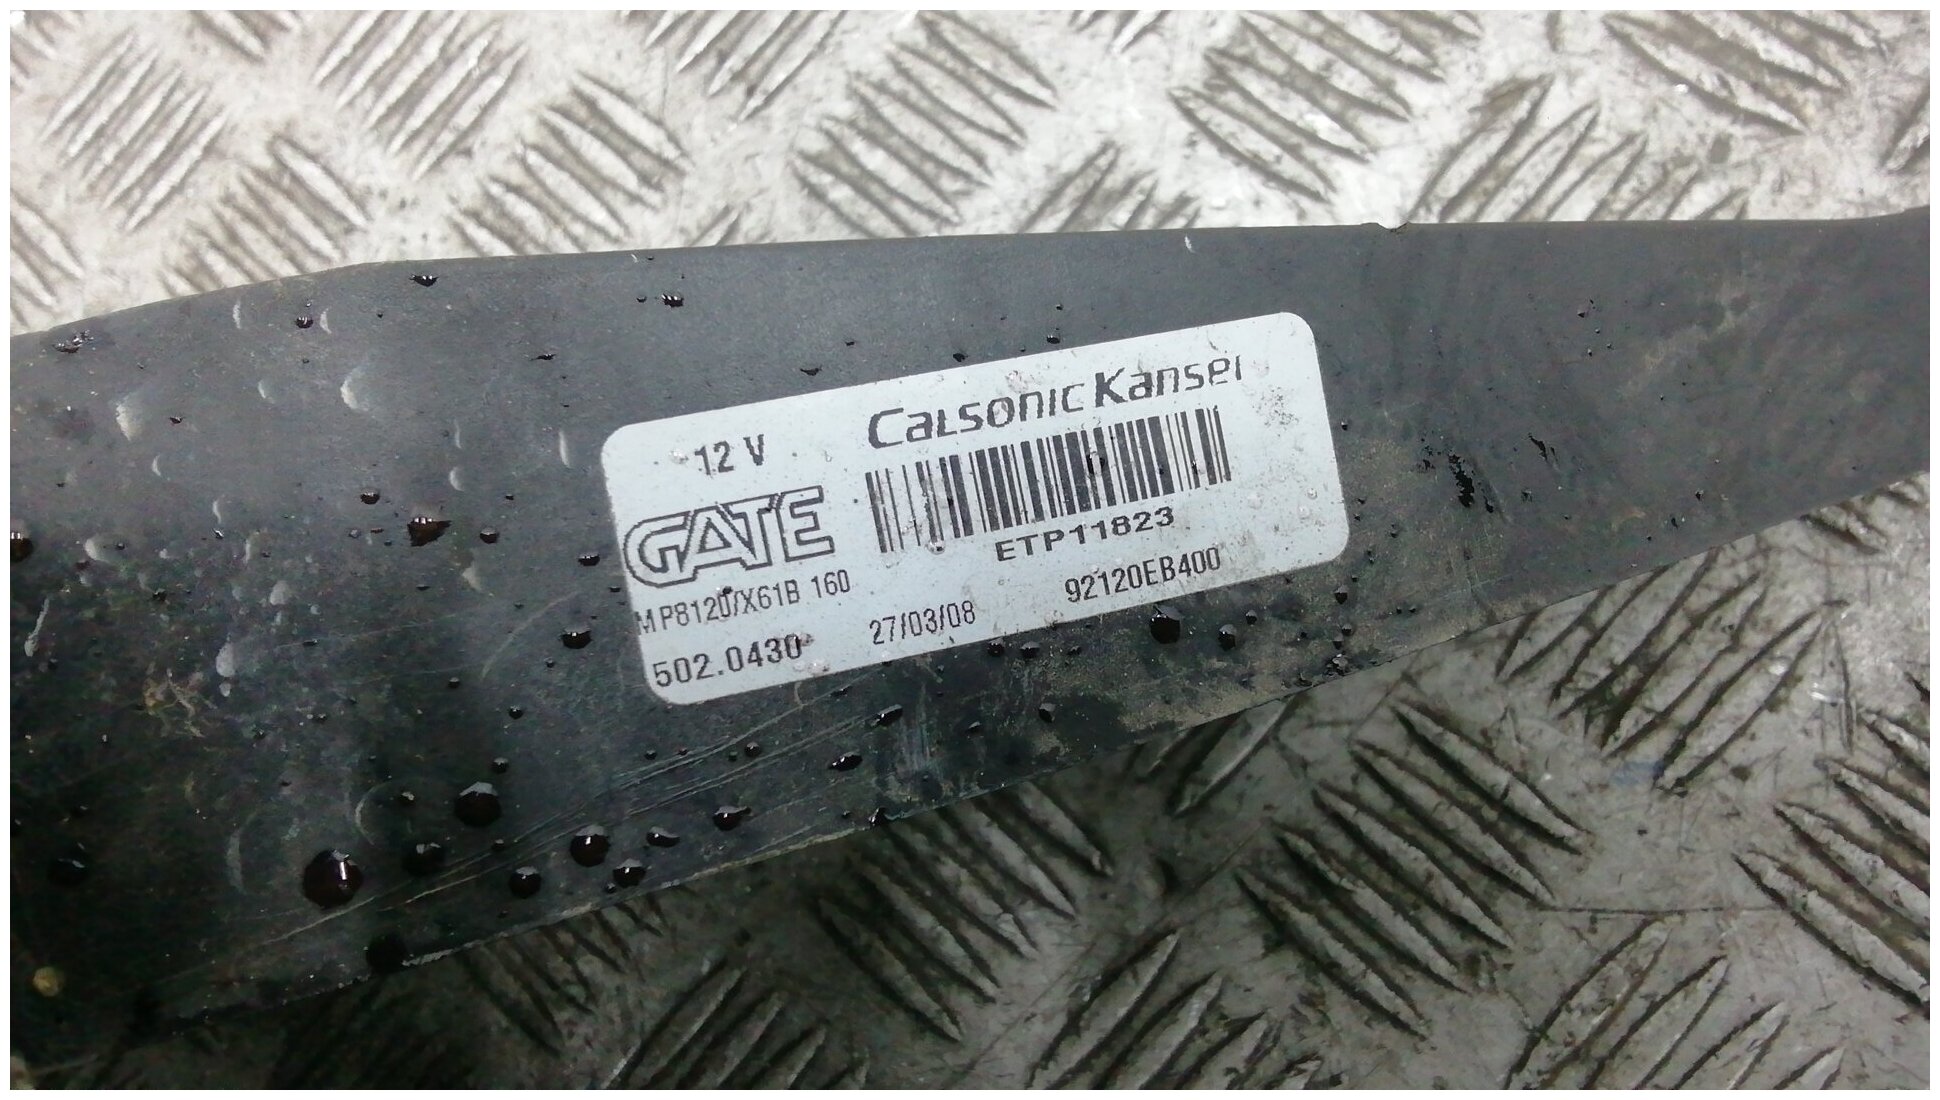 12 V
Calsonic Kansei
GATE
ETP11823
MP8120/X61B 160
92120EB400
27/03/08
502.0430